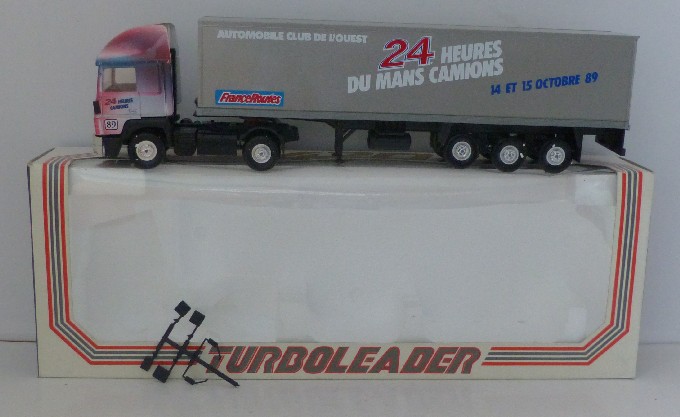 AUTOMOBILE CLUB DE L'OUEST
24 HEURES
DU MANS CAMIONS
14 ET 15 OCTOBRE 89
FranceRoutes
24 HEURES
CAMIONS
89
TURBOLEADER